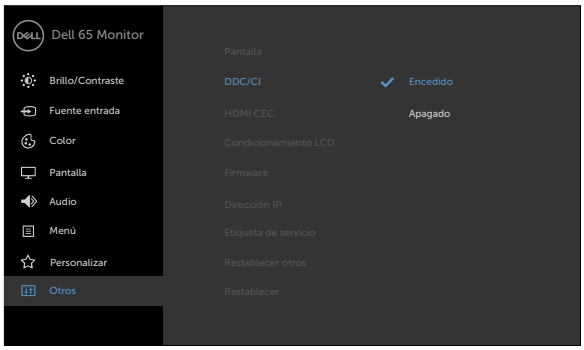 DELL Dell 65 Monitor
Pantalla
Brillo/Contraste DDC/CI Encedido
Fuente entrada HDMI CEC Apagado
Color Condicionamiento LCD
Pantalla Firmware
Audio Dirección IP
Menú Etiqueta de servicio
Personalizar Restablecer otros
Otros Restablecer